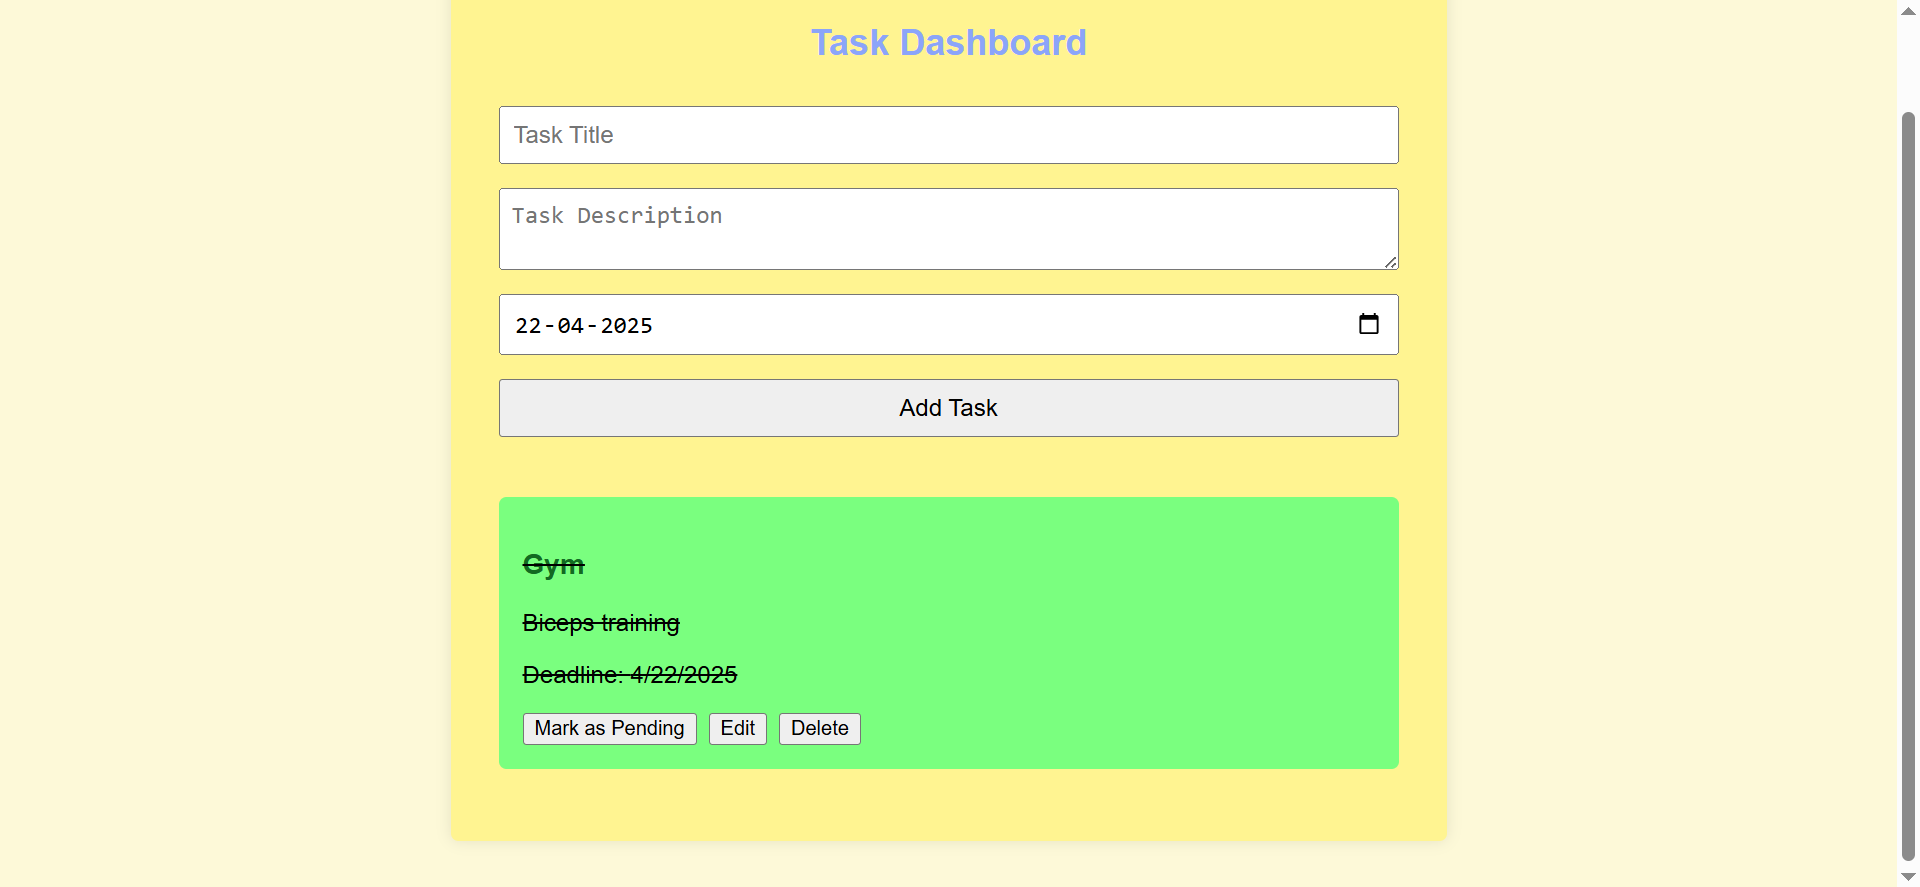 Task Dashboard
Task Title
Task Description
22-04-2025
Add Task
Gym
Biceps training
Deadline: 4/22/2025
Mark as Pending Edit Delete